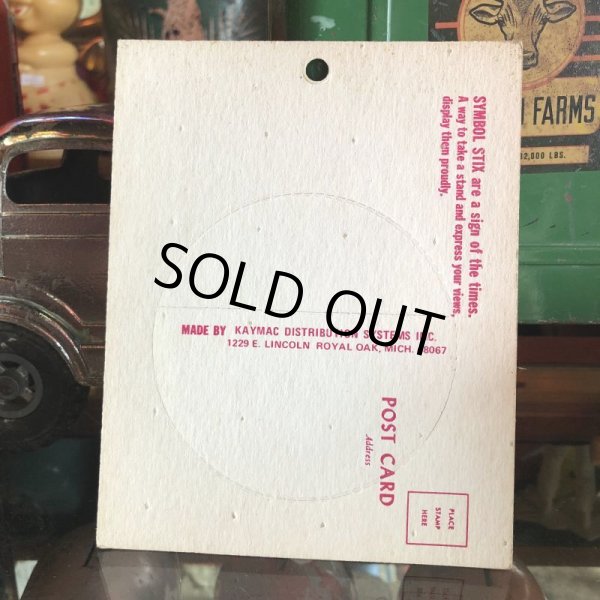 SYMBOL STIX are a sign of the times.
A way to take a stand and express your views,
display them proudly.
SOLD OUT
MADE BY KAYMAC DISTRIBUTION SYSTEMS INC.
1229 E. LINCOLN ROYAL OAK, MICH. 48067
POST CARD
Address
PLACE
STAMP
HERE
FARMS
LBS.